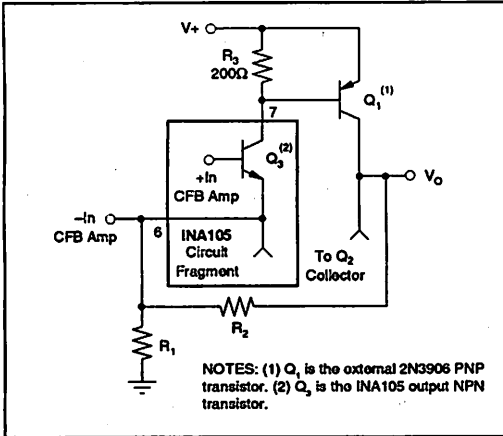 V+
R3
200Ω
Q1(1)
7
Q3(2)
+In
CFB Amp
VO
–In
CFB Amp
6
INA105
Circuit
Fragment
To Q2
Collector
R2
R1
NOTES: (1) Q1 is the external 2N3906 PNP
transistor. (2) Q3 is the INA105 output NPN
transistor.